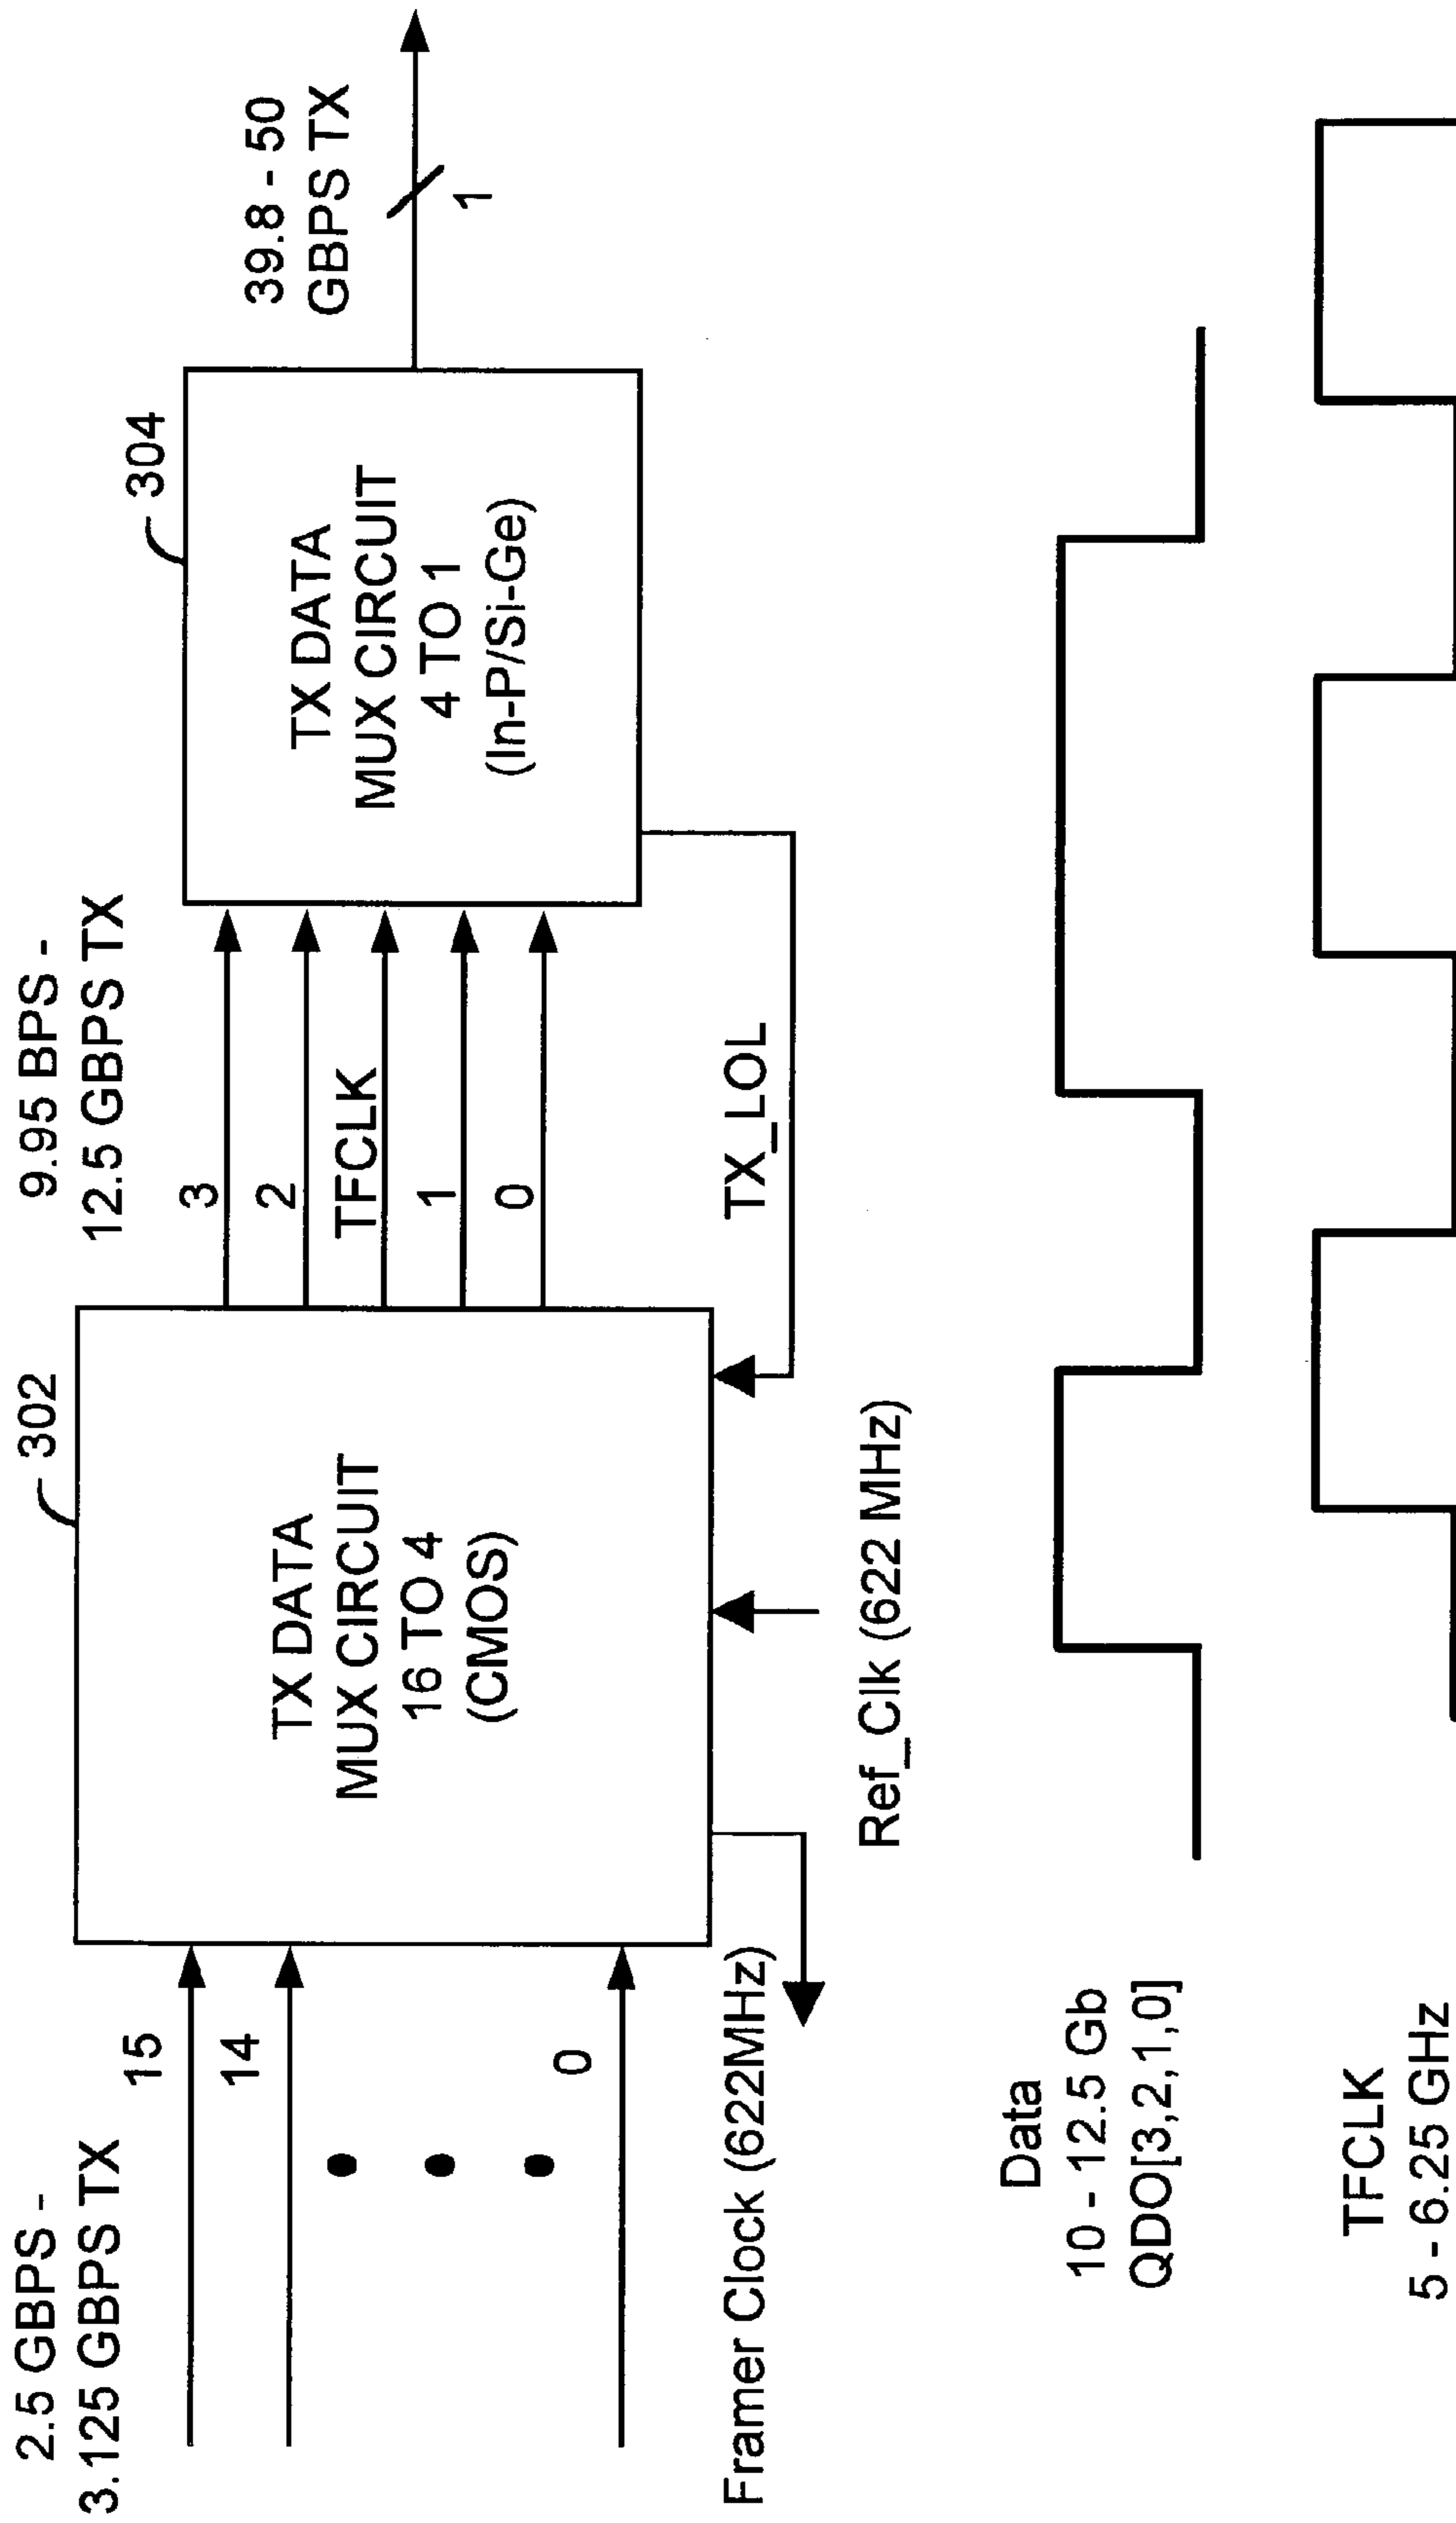 2.5 GBPS -
3.125 GBPS TX
15
14
0
Framer Clock (622MHz)
302
TX DATA
MUX CIRCUIT
16 TO 4
(CMOS)
Ref_Clk (622 MHz)
9.95 BPS -
12.5 GBPS TX
3
2
TFCLK
1
0
TX_LOL
304
TX DATA
MUX CIRCUIT
4 TO 1
(In-P/Si-Ge)
39.8 - 50
GBPS TX
1
Data
10 - 12.5 Gb
QDO[3,2,1,0]
TFCLK
5 - 6.25 GHz